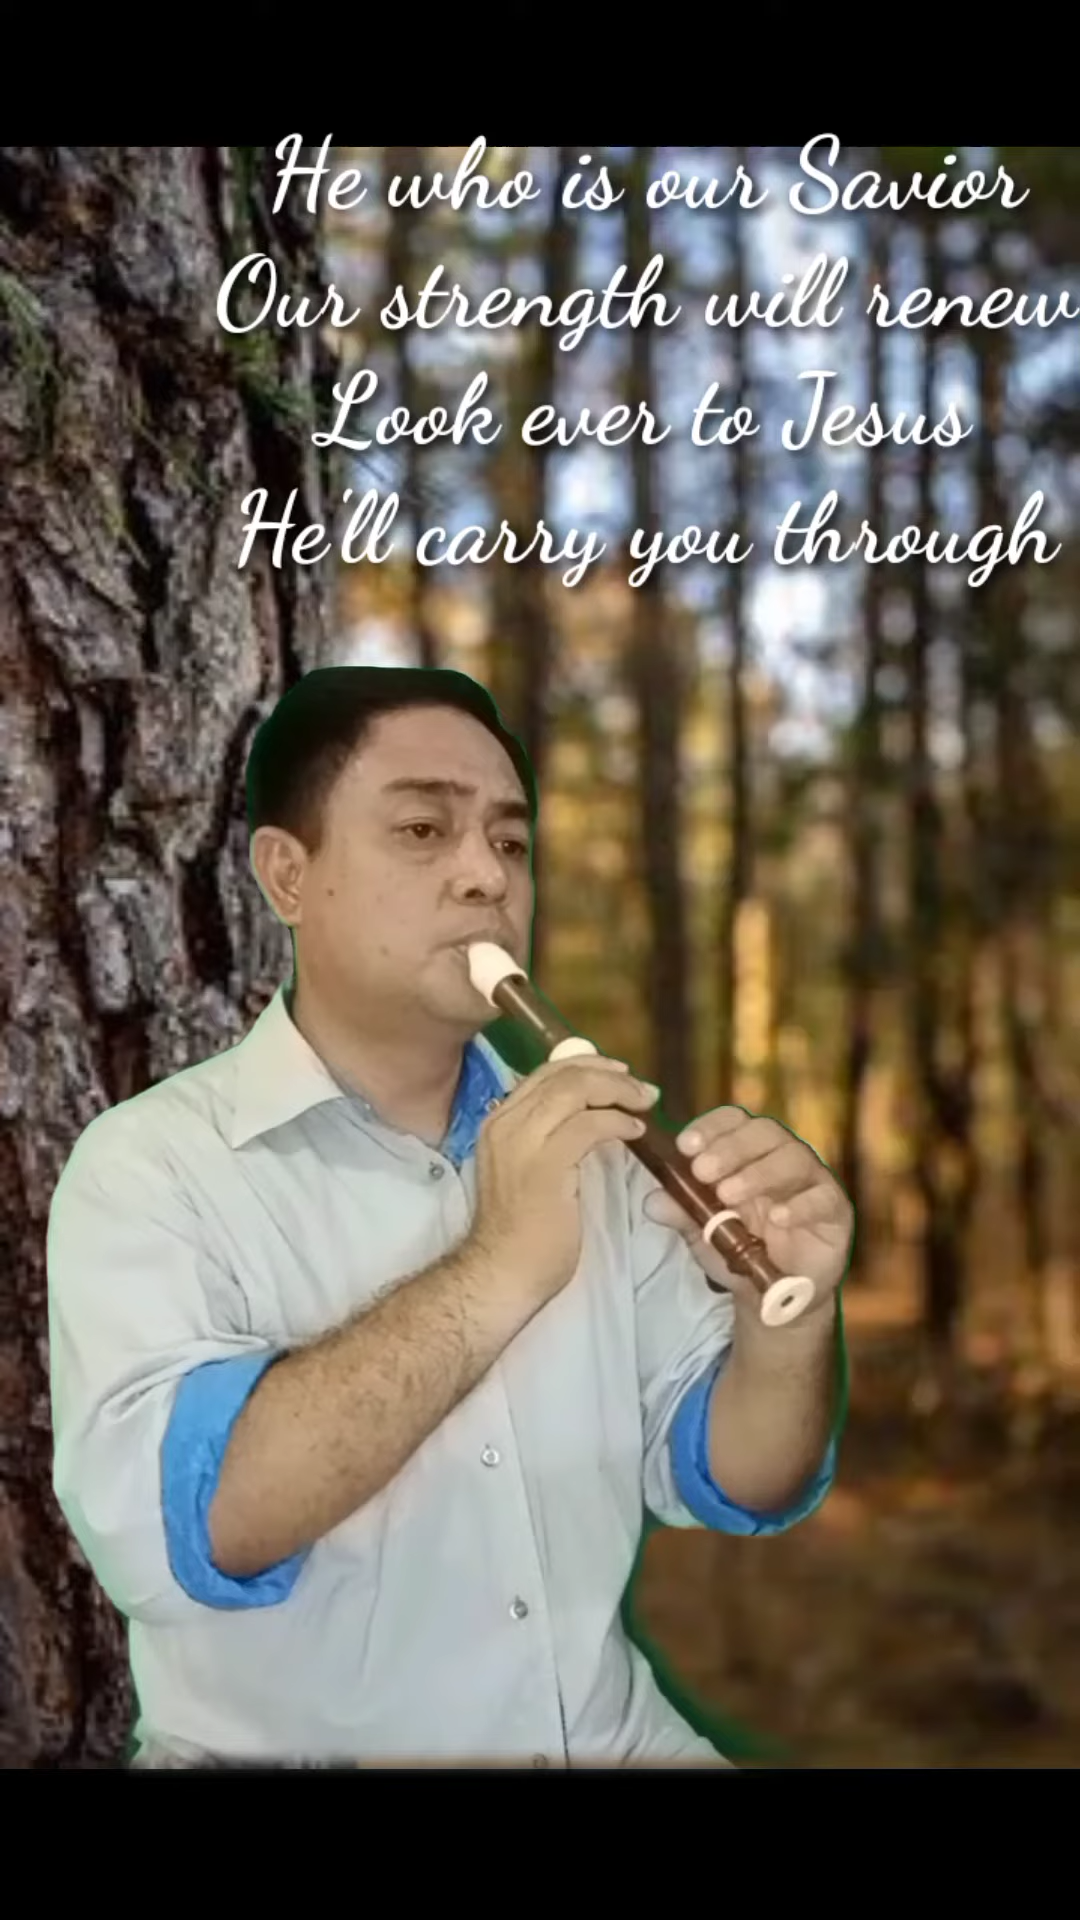 He who is our Savior
Our strength will renew
Look ever to Jesus
He'll carry you through